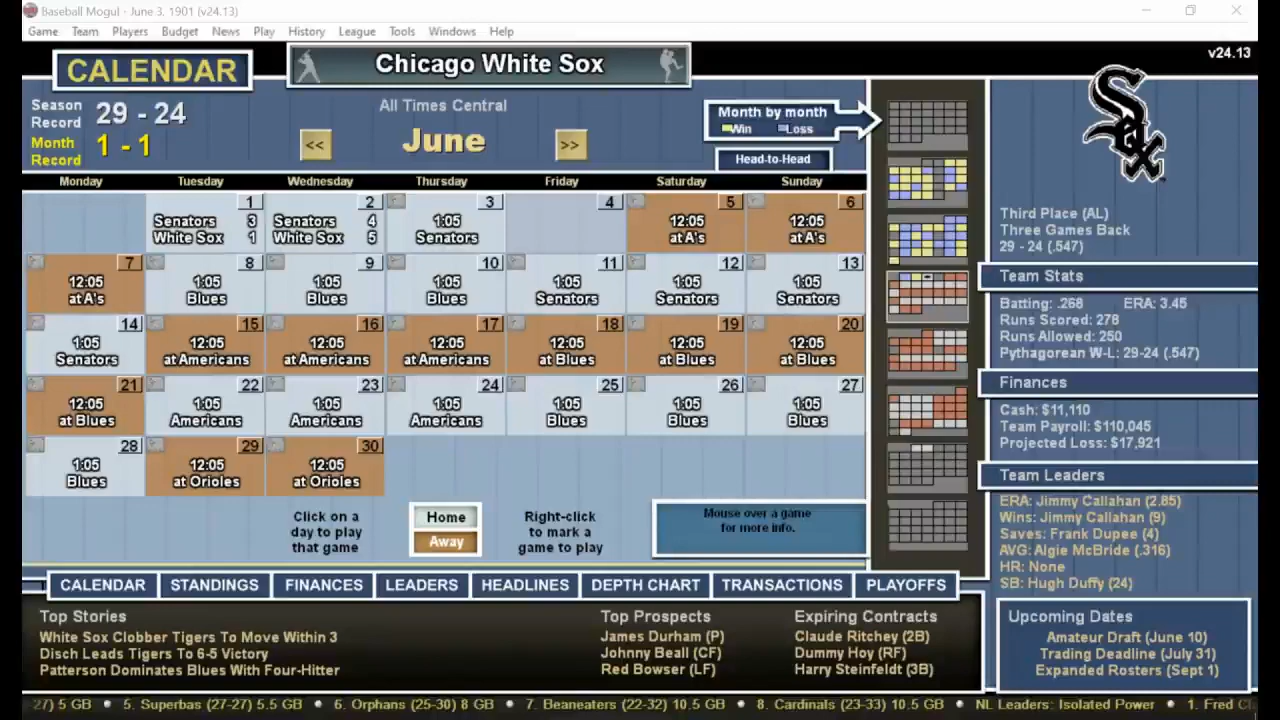 Baseball Mogul - June 3, 1901 (v24.13)
Game Team Players Budget News Play History League Tools Windows Help
CALENDAR
Chicago White Sox
v24.13
Season Record 29 - 24
Month Record 1 - 1
All Times Central
<< June >>
Month by month
Win Loss
Head-to-Head
Monday Tuesday Wednesday Thursday Friday Saturday Sunday
1 2 3 4 5 6
Senators 3 Senators 4 1:05 12:05 12:05
White Sox 1 White Sox 5 Senators at A's at A's
7 8 9 10 11 12 13
12:05 1:05 1:05 1:05 1:05 1:05 1:05
at A's Blues Blues Blues Senators Senators Senators
14 15 16 17 18 19 20
1:05 12:05 12:05 12:05 12:05 12:05 12:05
Senators at Americans at Americans at Americans at Blues at Blues at Blues
21 22 23 24 25 26 27
12:05 1:05 1:05 1:05 1:05 1:05 1:05
at Blues Americans Americans Americans Blues Blues Blues
28 29 30
1:05 12:05 12:05
Blues at Orioles at Orioles
Click on a
day to play
that game
Home
Away
Right-click
to mark a
game to play
Mouse over a game
for more info.
Sox
Third Place (AL)
Three Games Back
29 - 24 (.547)
Team Stats
Batting: .268 ERA: 3.45
Runs Scored: 278
Runs Allowed: 250
Pythagorean W-L: 29-24 (.547)
Finances
Cash: $11,110
Team Payroll: $110,045
Projected Loss: $17,921
Team Leaders
ERA: Jimmy Callahan (2.85)
Wins: Jimmy Callahan (9)
Saves: Frank Dupee (4)
AVG: Algie McBride (.316)
HR: None
SB: Hugh Duffy (24)
CALENDAR STANDINGS FINANCES LEADERS HEADLINES DEPTH CHART TRANSACTIONS PLAYOFFS
Top Stories
White Sox Clobber Tigers To Move Within 3
Disch Leads Tigers To 6-5 Victory
Patterson Dominates Blues With Four-Hitter
Top Prospects
James Durham (P)
Johnny Beall (CF)
Red Bowser (LF)
Expiring Contracts
Claude Ritchey (2B)
Dummy Hoy (RF)
Harry Steinfeldt (3B)
Upcoming Dates
Amateur Draft (June 10)
Trading Deadline (July 31)
Expanded Rosters (Sept 1)
27) 5 GB • 5. Superbas (27-27) 5.5 GB • 6. Orphans (25-30) 8 GB • 7. Beaneaters (22-32) 10.5 GB • 8. Cardinals (23-33) 10.5 GB • NL Leaders: Isolated Power • 1. Fred